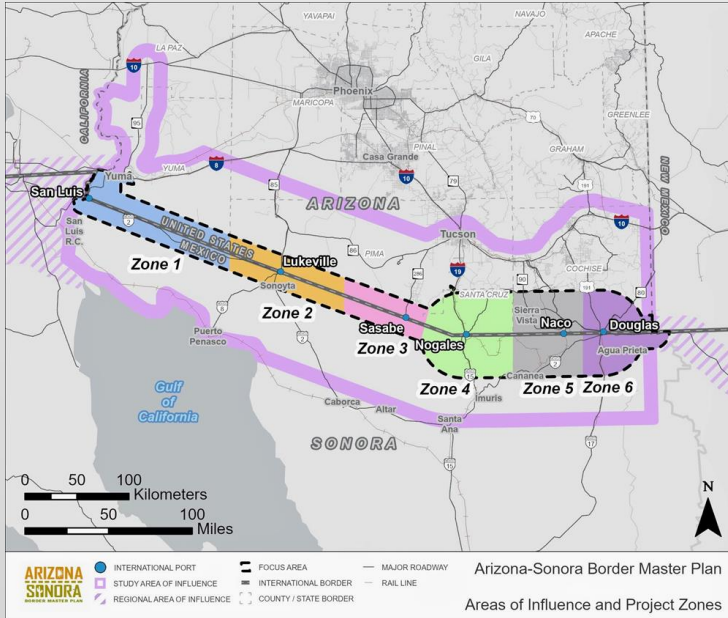 YAVAPAI
NAVAJO
APACHE
LA PAZ
GILA
10
CALIFORNIA
Phoenix
MARICOPA
GREENLEE
95
PINAL
79
GRAHAM
Casa Grande
YUMA
8
Yuma
10
85
79
191
NEW MEXICO
San Luis
ARIZONA
10
Tucson
San
Luis
R.C.
2
UNITED STATES
MEXICO
86
PIMA
COCHISE
Lukeville
286
19
90
191
80
Zone 1
Sonoyta
SANTA CRUZ
Sierra
Vista
Zone 2
8
Sasabe
Naco
Douglas
Puerto
Penasco
2
Zone 3
Nogales
Agua Prieta
2
15
Cananea
Zone 4
Zone 5
Zone 6
Gulf
of
California
Imuris
Caborca
Altar
Santa
Ana
17
SONORA
15
0 50 100
Kilometers
0 50 100
Miles
N
ARIZONA
SONORA
BORDER MASTER PLAN
INTERNATIONAL PORT
STUDY AREA OF INFLUENCE
REGIONAL AREA OF INFLUENCE
FOCUS AREA
INTERNATIONAL BORDER
COUNTY / STATE BORDER
MAJOR ROADWAY
RAIL LINE
Arizona-Sonora Border Master Plan
Areas of Influence and Project Zones